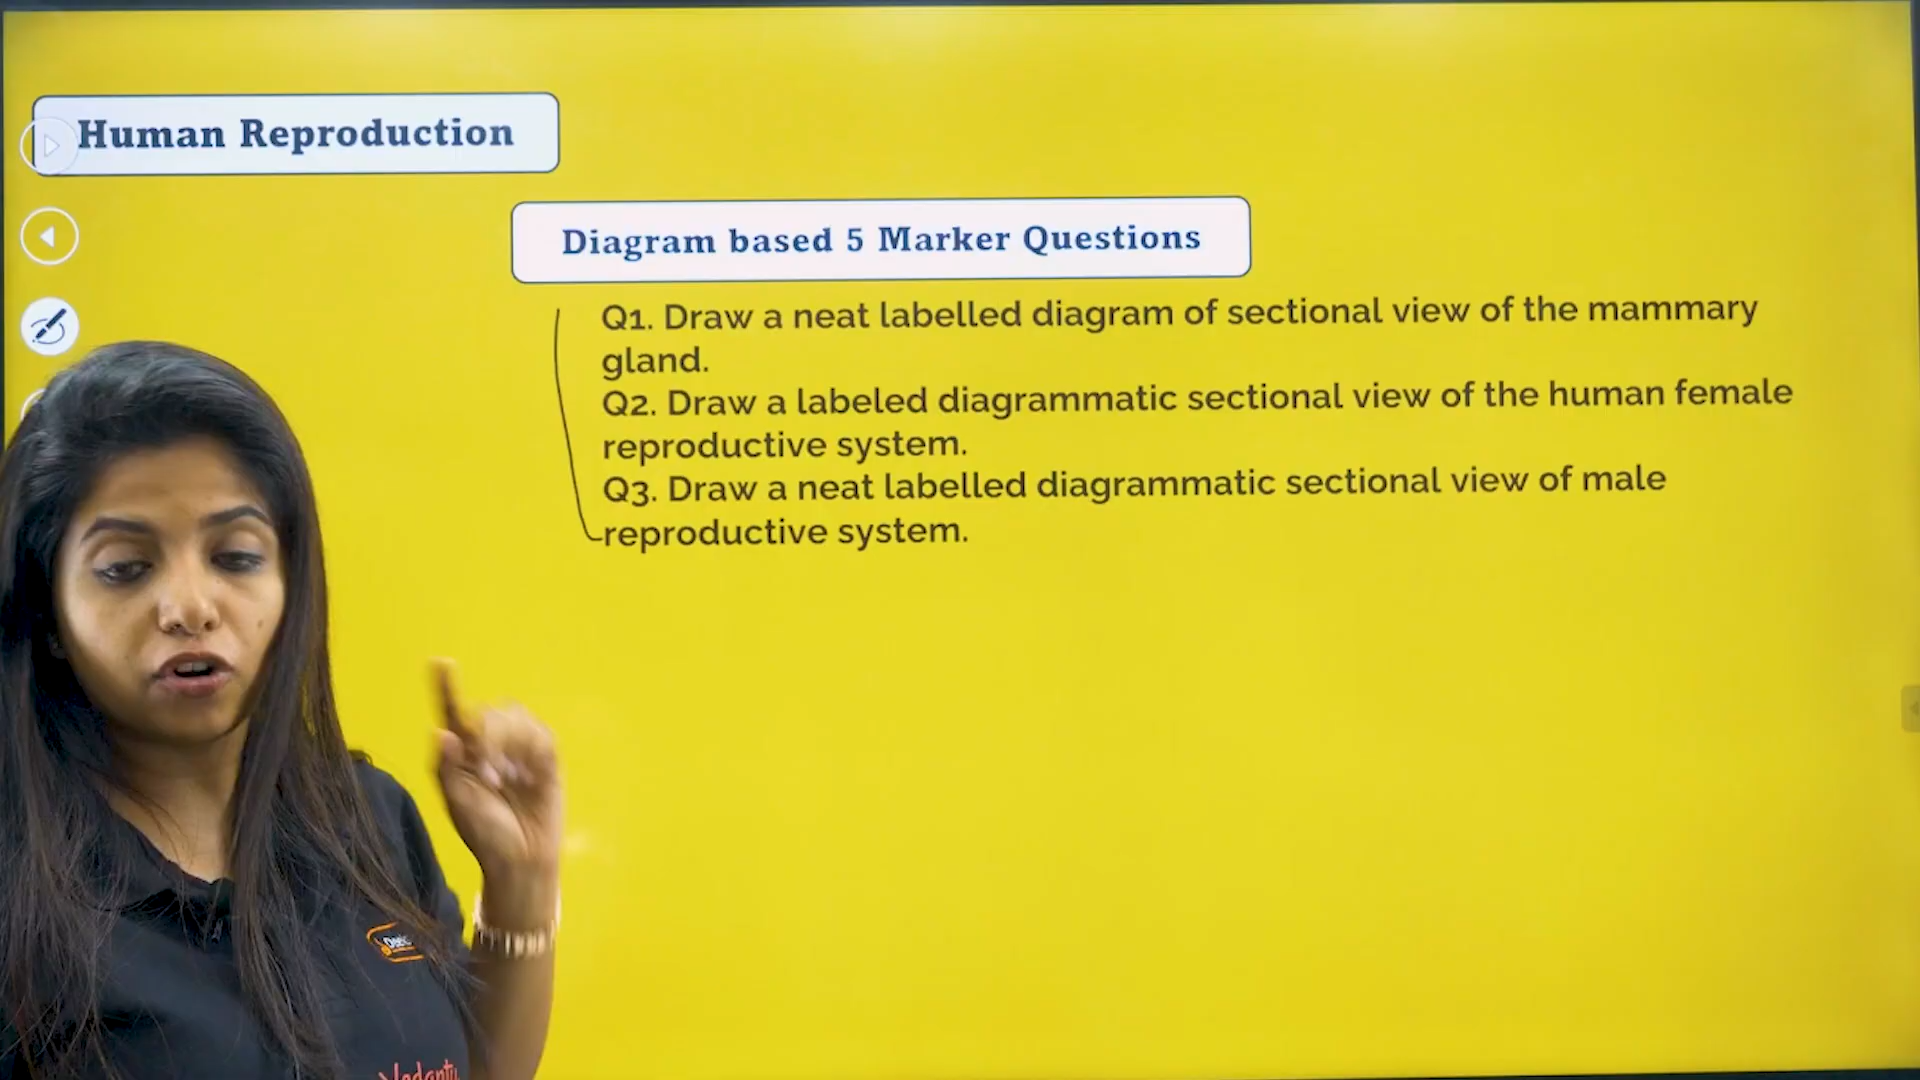 Human Reproduction
Diagram based 5 Marker Questions
Q1. Draw a neat labelled diagram of sectional view of the mammary
gland.
Q2. Draw a labeled diagrammatic sectional view of the human female
reproductive system.
Q3. Draw a neat labelled diagrammatic sectional view of male
reproductive system.
Vedantu